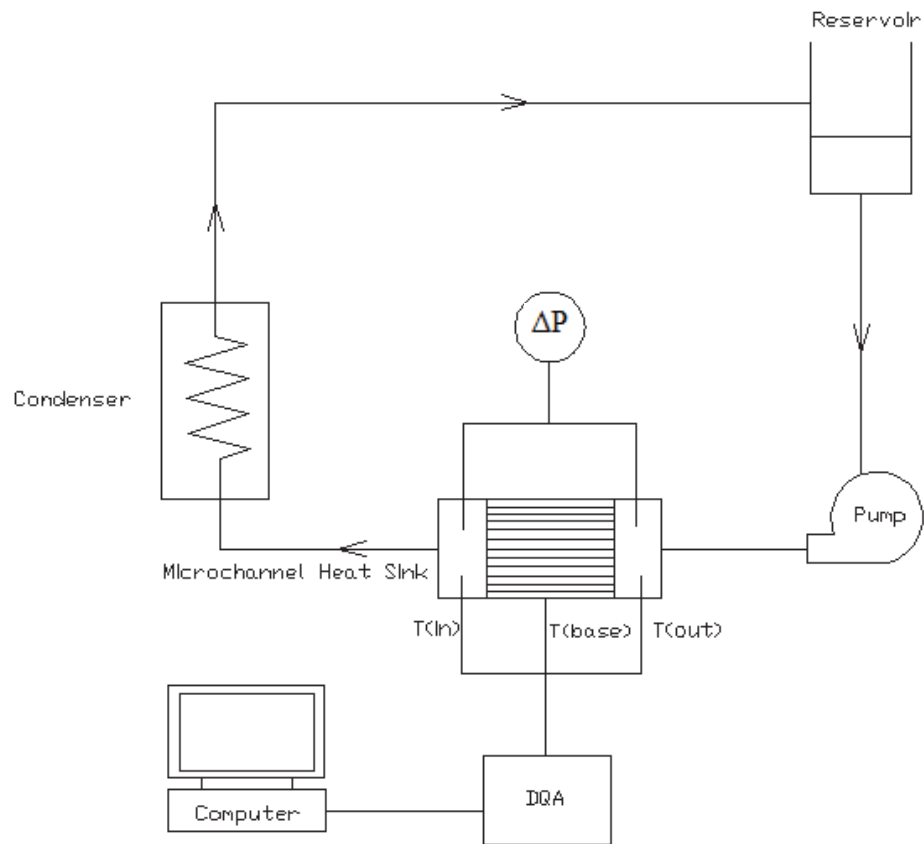 Reservoir
ΔP
Condenser
Pump
Microchannel Heat Sink
T(in)
T(base)
T(out)
DQA
Computer